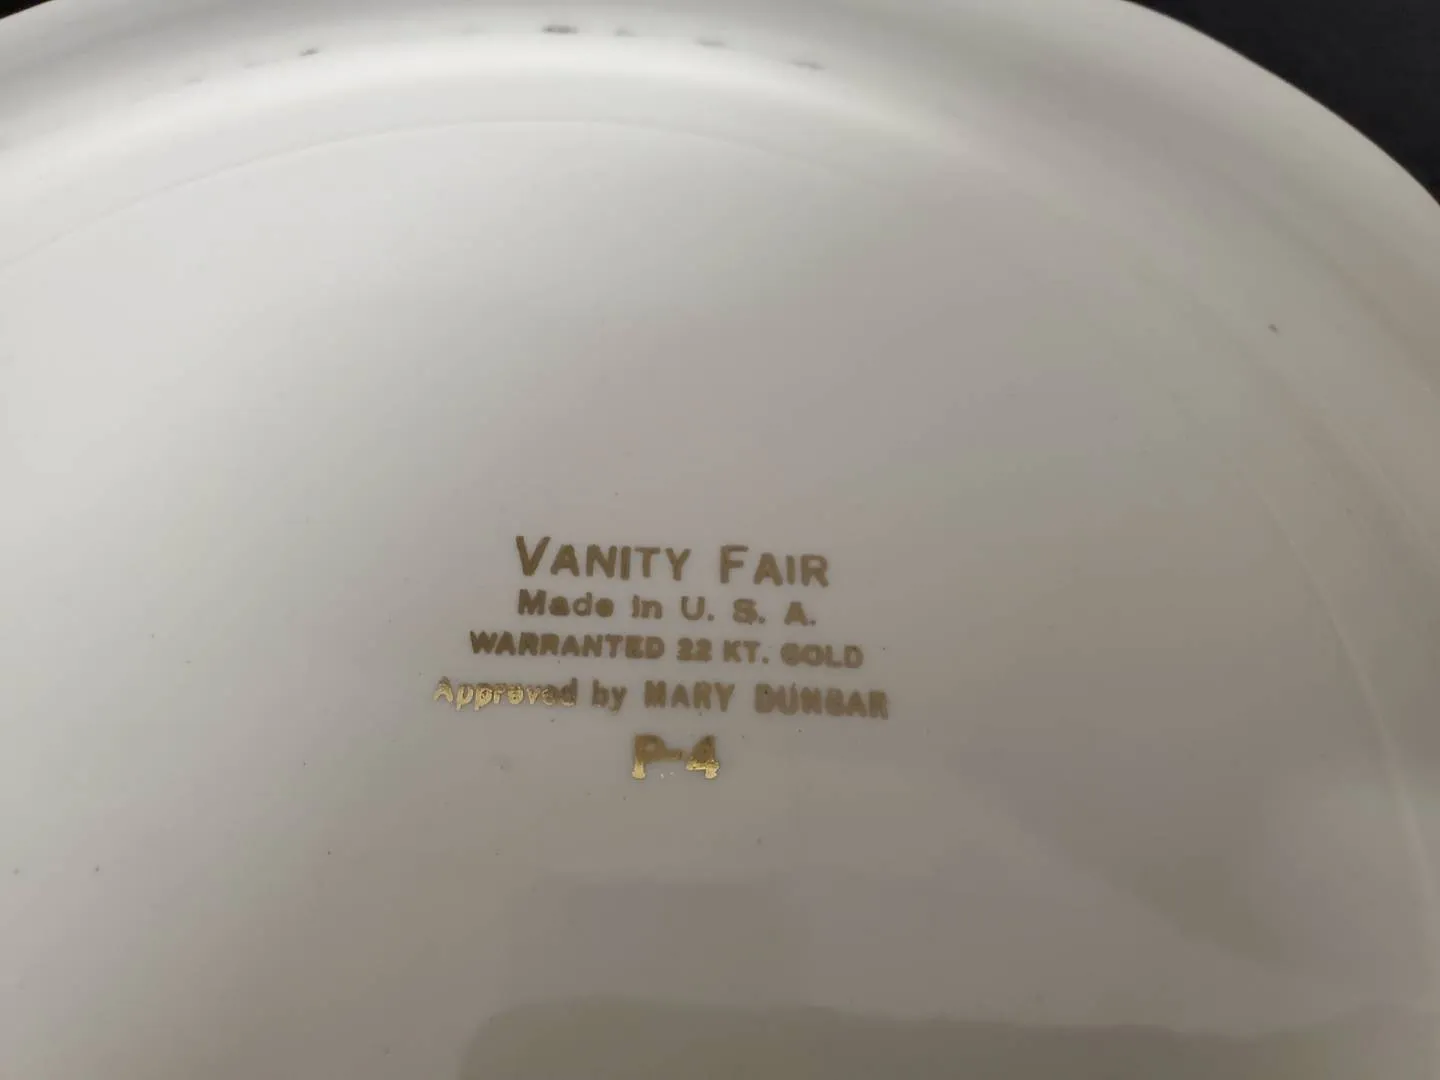 VANITY FAIR
Made in U. S. A.
WARRANTED 22 KT. GOLD
Approved by MARY DUNBAR
P-4